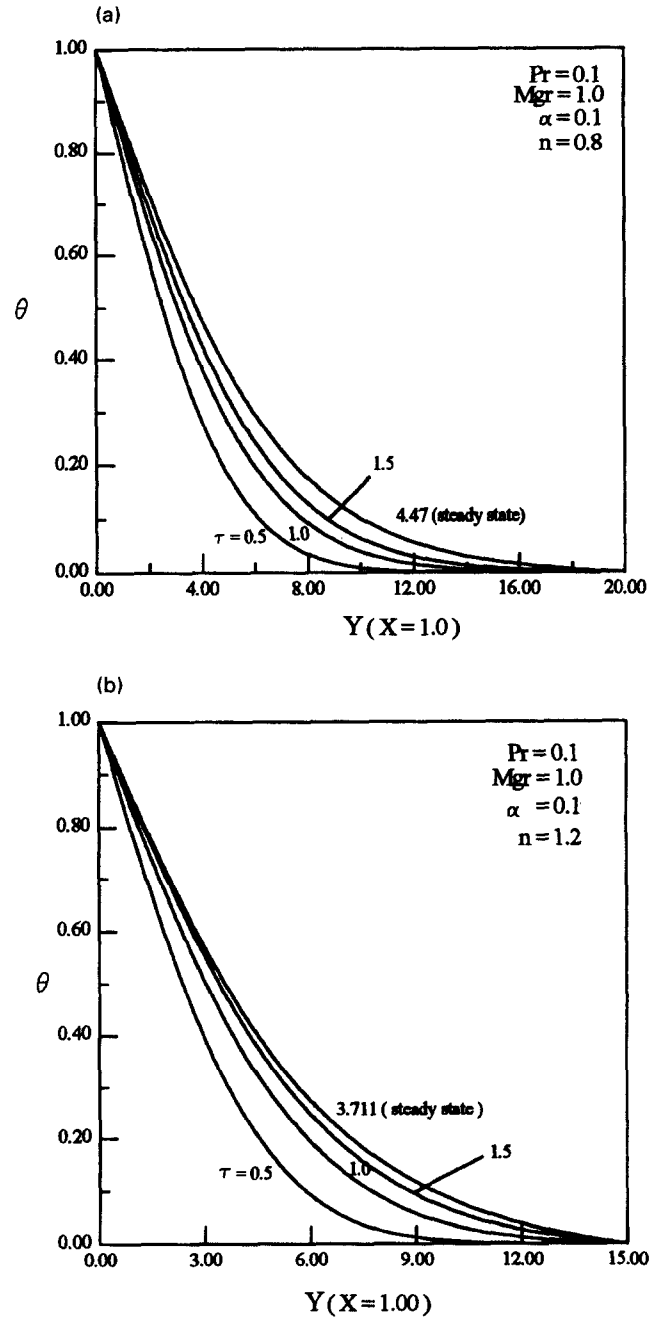 (a)
1.00
0.80
0.60
0.40
0.20
0.00
θ
Pr = 0.1
Mgr = 1.0
α = 0.1
n = 0.8
1.5
4.47 (steady state)
τ = 0.5
1.0
0.00 4.00 8.00 12.00 16.00 20.00
Y ( X = 1.0 )
(b)
1.00
0.80
0.60
0.40
0.20
0.00
θ
Pr = 0.1
Mgr = 1.0
α = 0.1
n = 1.2
3.711 ( steady state )
1.5
1.0
τ = 0.5
0.00 3.00 6.00 9.00 12.00 15.00
Y ( X = 1.00 )